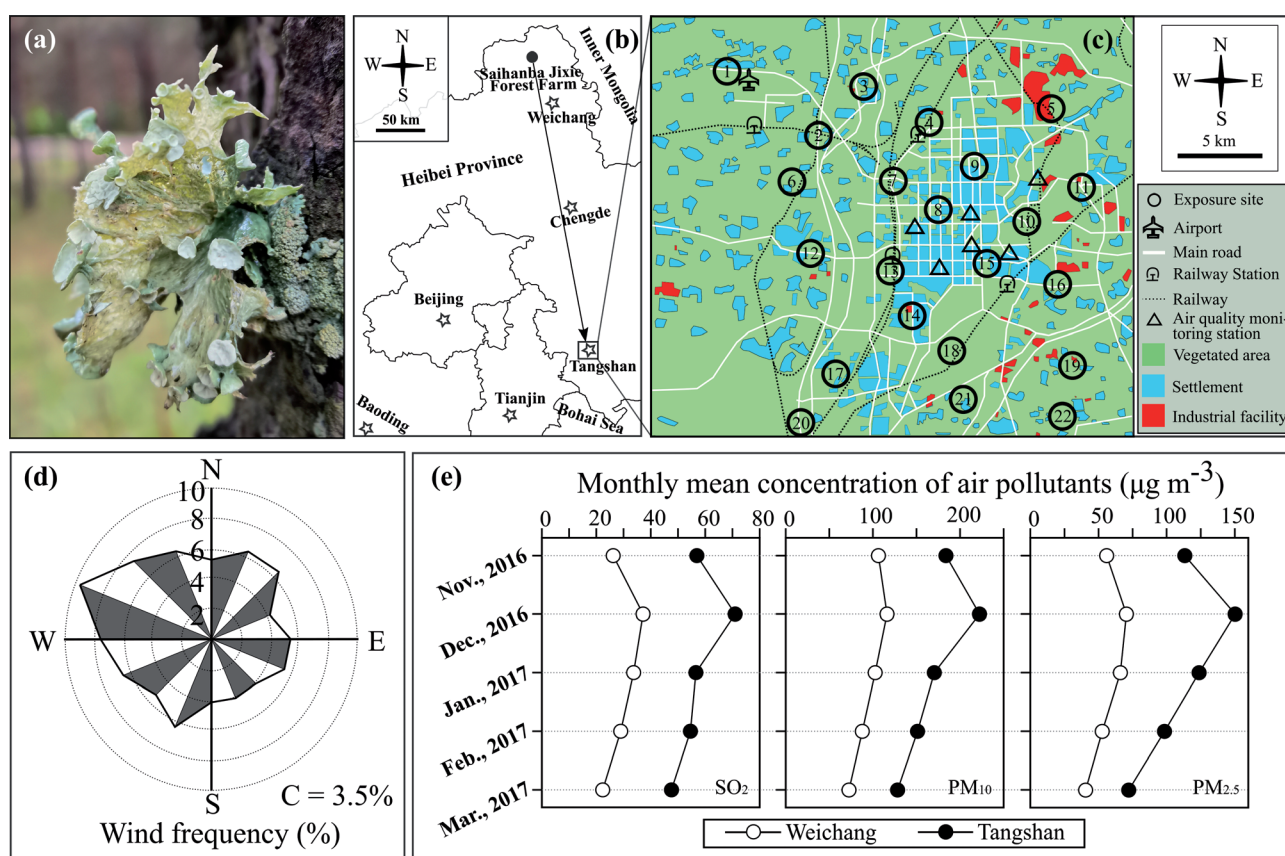 (a)
(b)
N
W
E
S
50 km
Saihanba Jixie
Forest Farm
Weichang
Inner Mongolia
Heibei Province
Chengde
Beijing
Tangshan
Tianjin
Bohai Sea
Baoding
(c)
1
2
3
4
5
6
7
8
9
10
11
12
13
14
15
16
17
18
19
20
21
22
N
W
E
S
5 km
Exposure site
Airport
Main road
Railway Station
Railway
Air quality moni-
toring station
Vegetated area
Settlement
Industrial facility
(d)
N
10
8
6
4
2
W
E
S
C = 3.5%
Wind frequency (%)
(e)
Monthly mean concentration of air pollutants (μg m-3)
0 20 40 60 80
0 100 200
0 50 100 150
Nov., 2016
Dec., 2016
Jan., 2017
Feb., 2017
Mar., 2017
SO2
PM10
PM2.5
Weichang
Tangshan